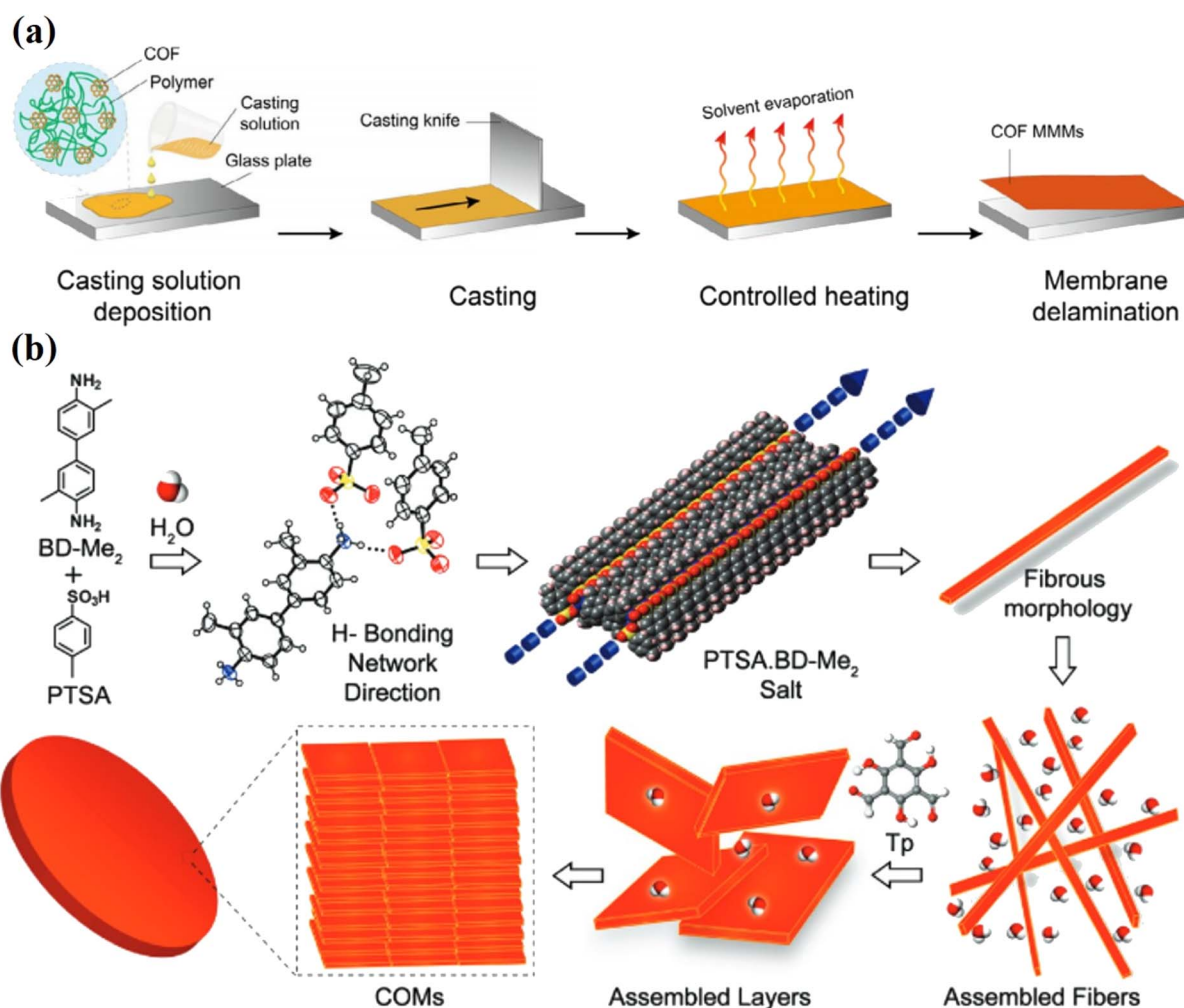 (a)
COF
Polymer
Casting
solution
Glass plate
Casting solution
deposition
Casting knife
Casting
Solvent evaporation
Controlled heating
COF MMMs
Membrane
delamination
(b)
NH₂
NH₂
BD-Me₂
+
SO₃H
PTSA
H₂O
H- Bonding
Network
Direction
PTSA.BD-Me₂
Salt
Fibrous
morphology
Tp
COMs
Assembled Layers
Assembled Fibers